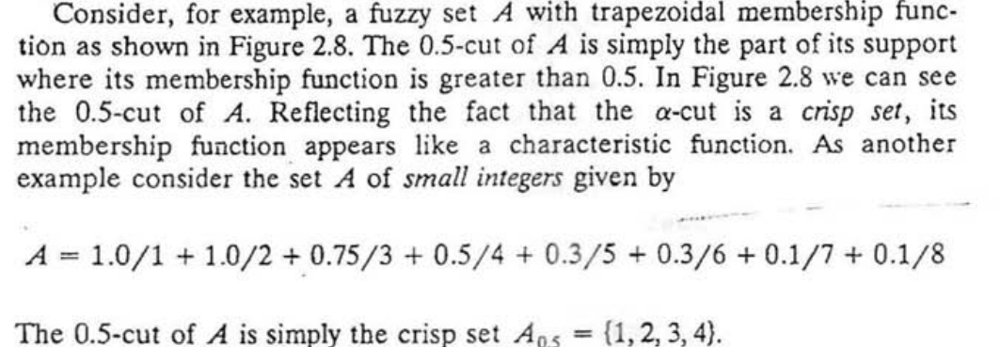 Consider, for example, a fuzzy set A with trapezoidal membership func-
tion as shown in Figure 2.8. The 0.5-cut of A is simply the part of its support
where its membership function is greater than 0.5. In Figure 2.8 we can see
the 0.5-cut of A. Reflecting the fact that the α-cut is a crisp set, its
membership function appears like a characteristic function. As another
example consider the set A of small integers given by
A = 1.0/1 + 1.0/2 + 0.75/3 + 0.5/4 + 0.3/5 + 0.3/6 + 0.1/7 + 0.1/8
The 0.5-cut of A is simply the crisp set A0.5 = {1, 2, 3, 4}.